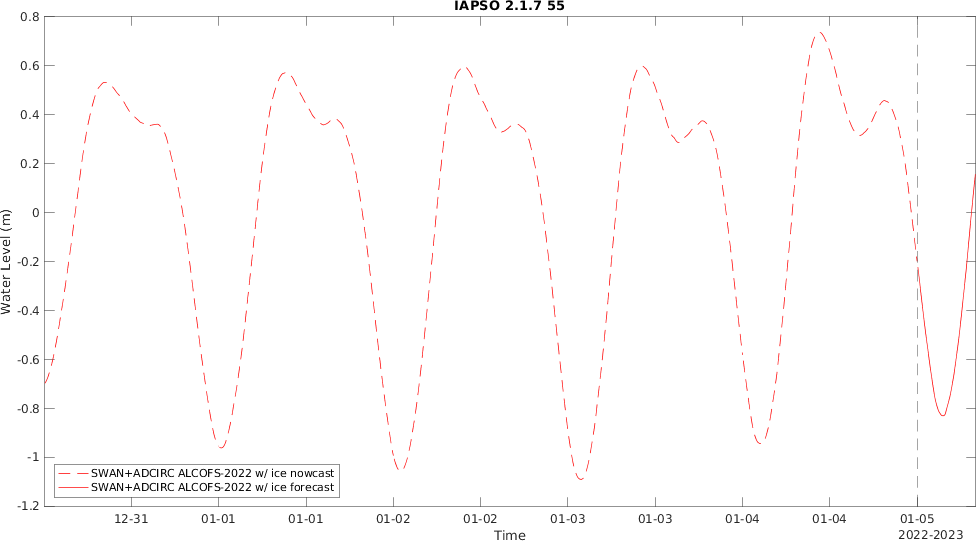 IAPSO 2.1.7 55
0.8
0.6
0.4
0.2
0
-0.2
-0.4
-0.6
-0.8
-1
-1.2
Water Level (m)
SWAN+ADCIRC ALCOFS-2022 w/ ice nowcast
SWAN+ADCIRC ALCOFS-2022 w/ ice forecast
12-31 01-01 01-01 01-02 01-02 01-03 01-03 01-04 01-04 01-05
Time
2022-2023